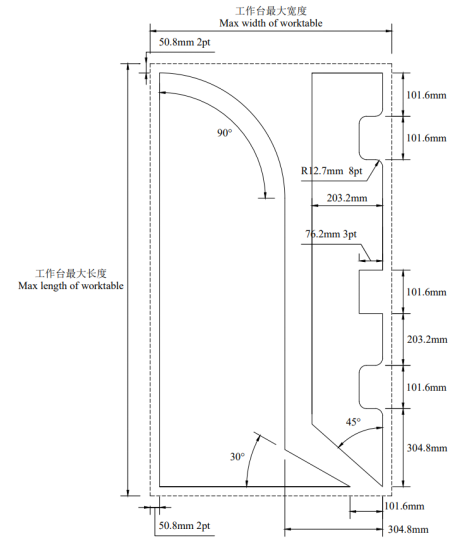 工作台最大宽度
Max width of worktable
50.8mm 2pt
101.6mm
90°
101.6mm
R12.7mm 8pt
203.2mm
76.2mm 3pt
工作台最大长度
Max length of worktable
101.6mm
203.2mm
101.6mm
45°
304.8mm
30°
101.6mm
50.8mm 2pt
304.8mm